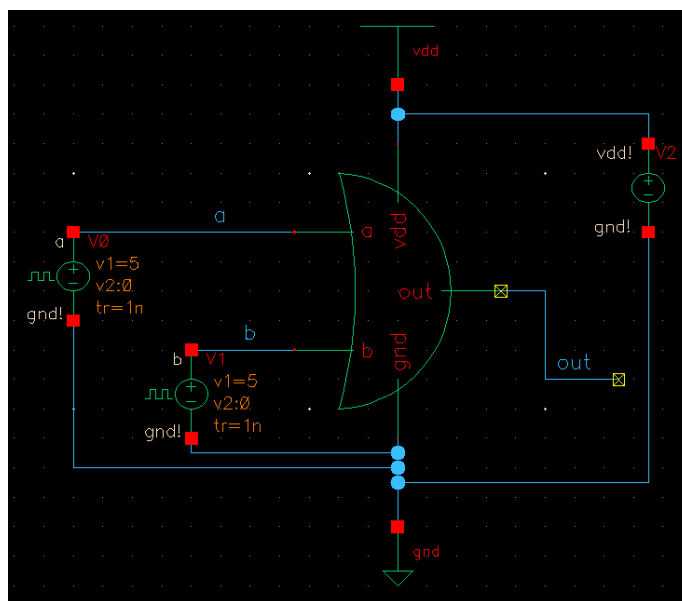 vdd
vdd!
V2
a
a
V0
a
vdd
v1=5
v2:0
tr=1n
gnd!
gnd!
out
b
b
V1
b
gnd
out
v1=5
v2:0
tr=1n
gnd!
gnd